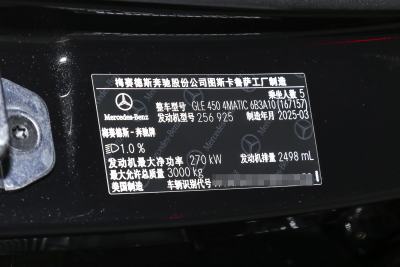 梅赛德斯奔驰股份公司图斯卡鲁萨工厂制造
乘坐人数 5
整车型号 GLE 450 4MATIC 6B3A10(167157)
发动机型号 256 925 制造年月 2025-03
Mercedes-Benz
梅赛德斯-奔驰牌
1.0 %
发动机最大净功率 270 kW 发动机排量 2498 mL
最大允许总质量 3000 kg
美国制造 车辆识别代号